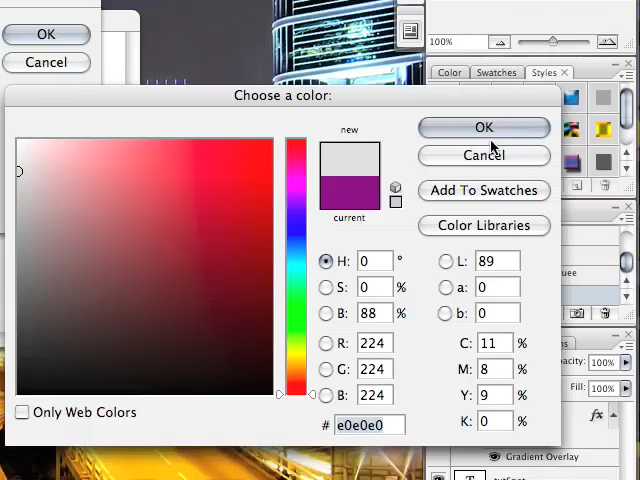 OK
Cancel
100%
Color
Swatches
Styles ×
Choose a color:
new
current
OK
Cancel
Add To Swatches
Color Libraries
H: 0 °
S: 0 %
B: 88 %
R: 224
G: 224
B: 224
# e0e0e0
L: 89
a: 0
b: 0
C: 11 %
M: 8 %
Y: 9 %
K: 0 %
Only Web Colors
100%
Fill: 100%
fx
Gradient Overlay
T